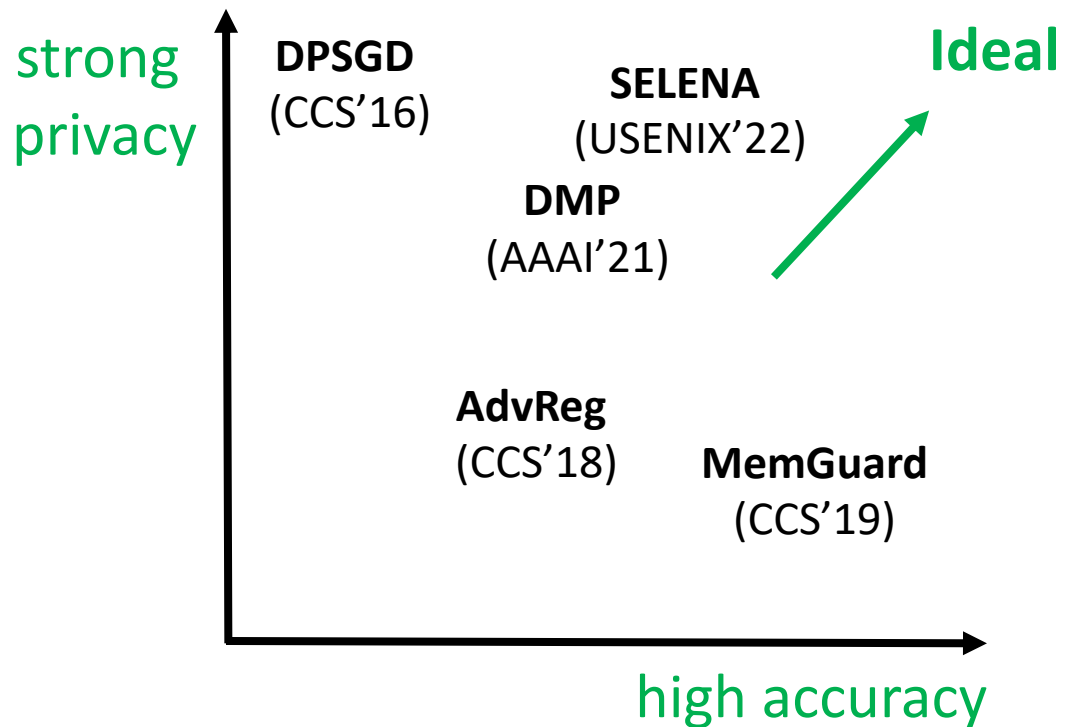 strong
privacy
DPSGD
(CCS’16)
SELENA
(USENIX’22)
Ideal
DMP
(AAAI’21)
AdvReg
(CCS’18)
MemGuard
(CCS’19)
high accuracy